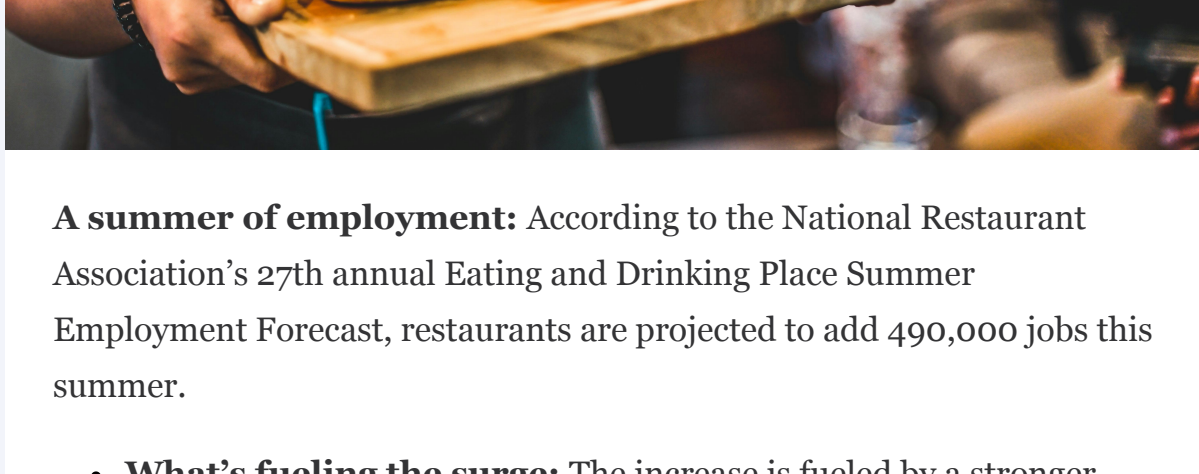 A summer of employment: According to the National Restaurant
Association’s 27th annual Eating and Drinking Place Summer
Employment Forecast, restaurants are projected to add 490,000 jobs this
summer.
• What’s fueling the surge: The increase is fueled by a stronger